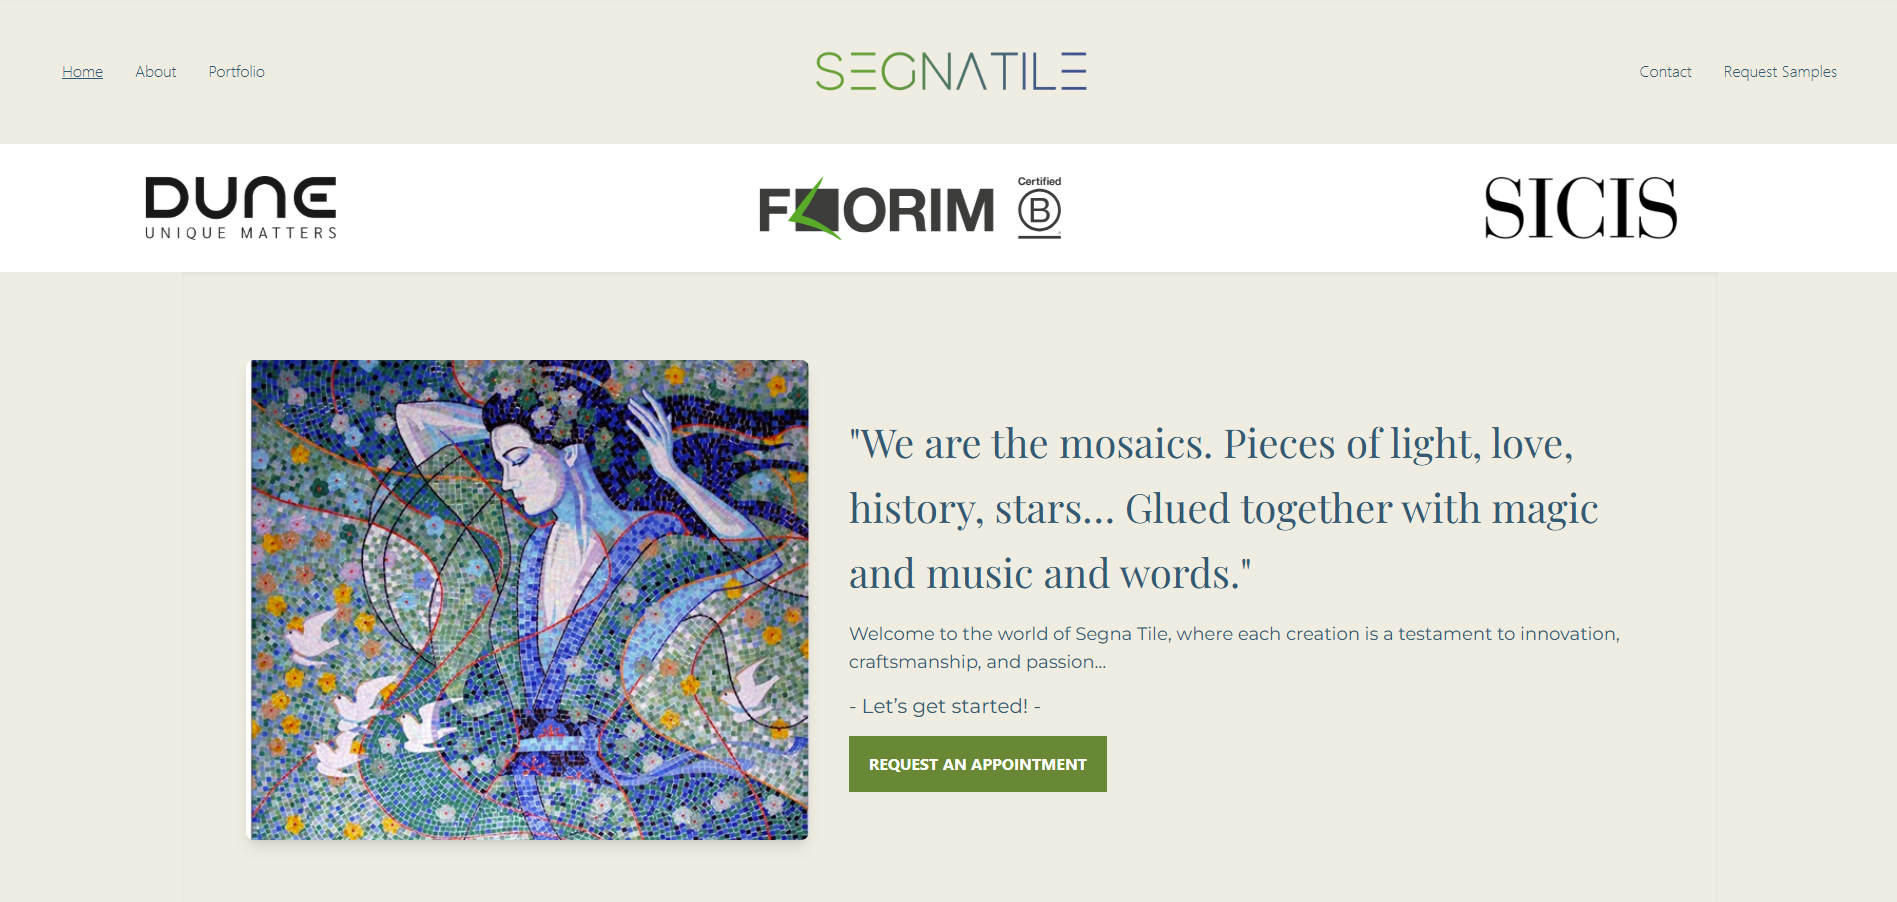 Home About Portfolio SEGNATILE Contact Request Samples
DUNE
UNIQUE MATTERS
FLORIM
Certified
B
SICIS
"We are the mosaics. Pieces of light, love,
history, stars... Glued together with magic
and music and words."
Welcome to the world of Segna Tile, where each creation is a testament to innovation,
craftsmanship, and passion...
- Let's get started! -
REQUEST AN APPOINTMENT